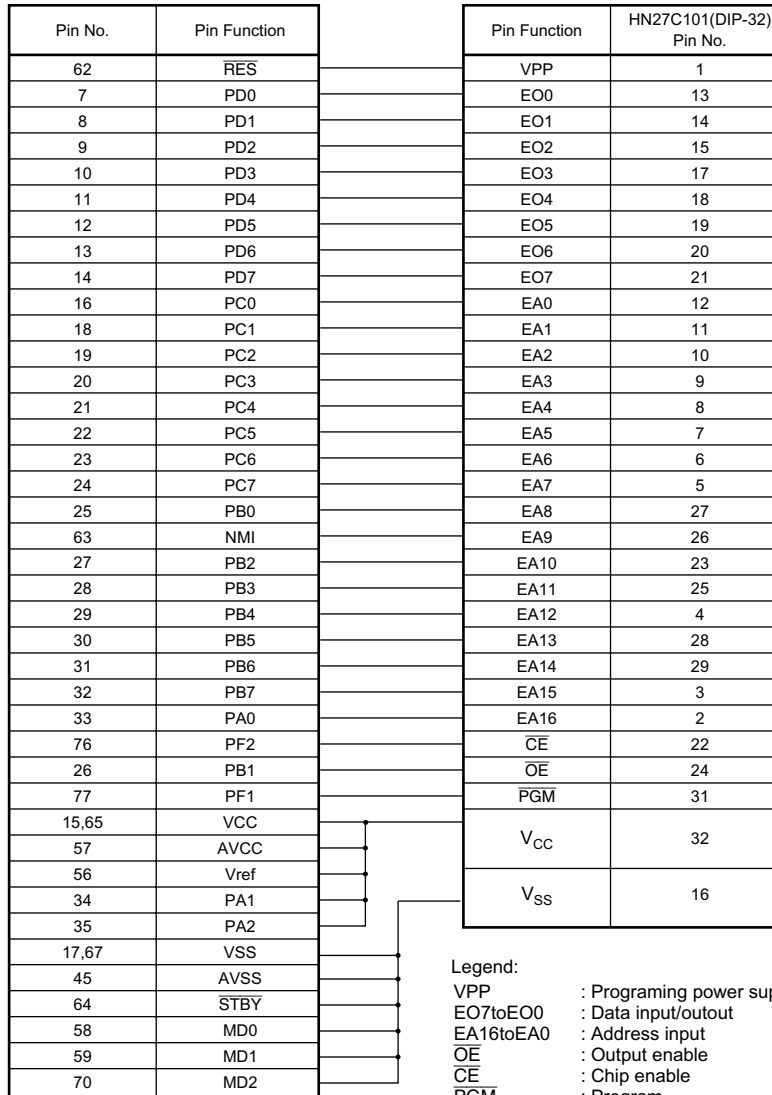 Pin No. Pin Function Pin Function HN27C101(DIP-32) Pin No.
62 R̅E̅S̅ VPP 1
7 PD0 EO0 13
8 PD1 EO1 14
9 PD2 EO2 15
10 PD3 EO3 17
11 PD4 EO4 18
12 PD5 EO5 19
13 PD6 EO6 20
14 PD7 EO7 21
16 PC0 EA0 12
18 PC1 EA1 11
19 PC2 EA2 10
20 PC3 EA3 9
21 PC4 EA4 8
22 PC5 EA5 7
23 PC6 EA6 6
24 PC7 EA7 5
25 PB0 EA8 27
63 NMI EA9 26
27 PB2 EA10 23
28 PB3 EA11 25
29 PB4 EA12 4
30 PB5 EA13 28
31 PB6 EA14 29
32 PB7 EA15 3
33 PA0 EA16 2
76 PF2 C̅E̅ 22
26 PB1 O̅E̅ 24
77 PF1 P̅G̅M̅ 31
15,65 VCC VCC 32
57 AVCC
56 Vref
34 PA1 VSS 16
35 PA2
17,67 VSS
45 AVSS
64 S̅T̅B̅Y̅
58 MD0
59 MD1
70 MD2
Legend:
VPP : Programing power
EO7toEO0 : Data input/outout
EA16toEA0 : Address input
O̅E̅ : Output enable
C̅E̅ : Chip enable
P̅G̅M̅ : Program